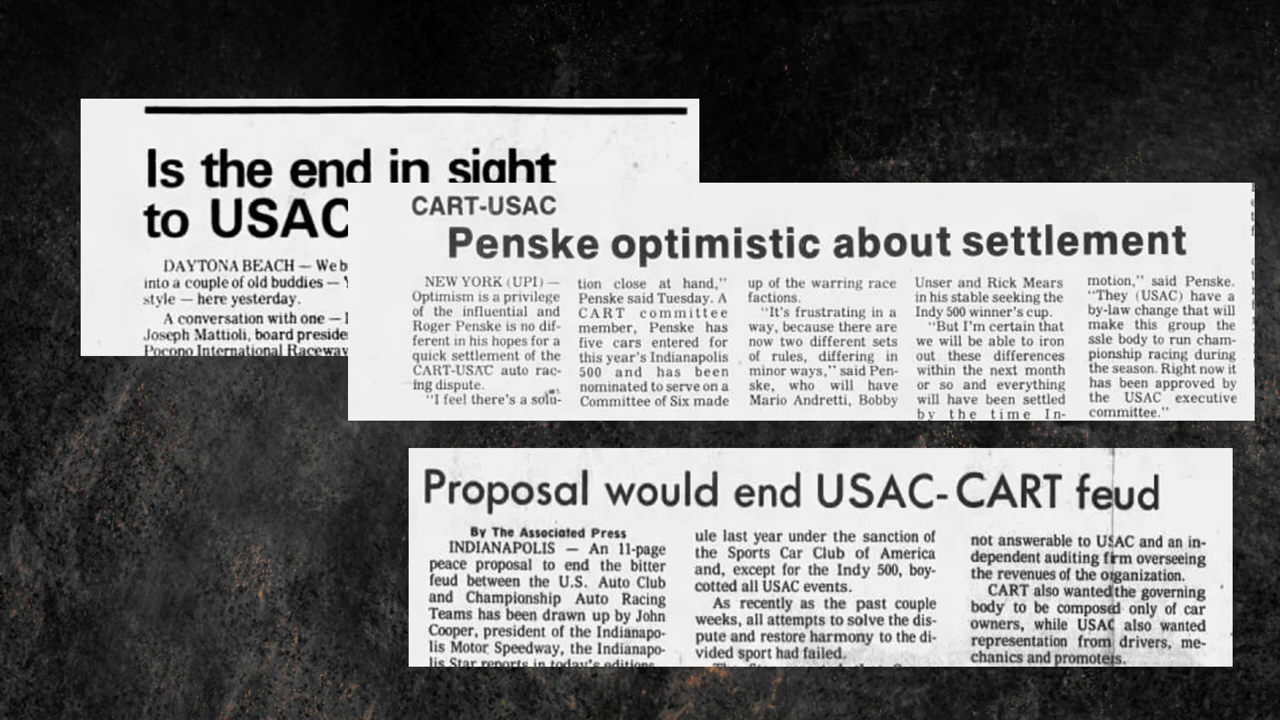 Is the end in sight
to USAC
DAYTONA BEACH — We b
into a couple of old buddies —
style — here yesterday.
A conversation with one —
Joseph Mattioli, board preside
Pocono International Raceway
CART-USAC
Penske optimistic about settlement
NEW YORK (UPI) —
Optimism is a privilege
of the influential and
Roger Penske is no dif-
ferent in his hopes for a
quick settlement of the
CART-USAC auto rac-
ing dispute.
"I feel there's a solu-
tion close at hand,"
Penske said Tuesday. A
CART committee
member, Penske has
five cars entered for
this year's Indianapolis
500 and has been
nominated to serve on a
Committee of Six made
up of the warring race
factions.
"It's frustrating in a
way, because there are
now two different sets
of rules, differing in
minor ways," said Pen-
ske, who will have
Mario Andretti, Bobby
Unser and Rick Mears
in his stable seeking the
Indy 500 winner's cup.
"But I'm certain that
we will be able to iron
out these differences
within the next month
or so and everything
will have been settled
by the time In-
motion," said Penske.
"They (USAC) have a
by-law change that will
make this group the
ssle body to run cham-
pionship racing during
the season. Right now it
has been approved by
the USAC executive
committee."
Proposal would end USAC-CART feud
By The Associated Press
INDIANAPOLIS — An 11-page
peace proposal to end the bitter
feud between the U.S. Auto Club
and Championship Auto Racing
Teams has been drawn up by John
Cooper, president of the Indianapo-
lis Motor Speedway, the Indianapo-
lis Star reports in today's editions.
ule last year under the sanction of
the Sports Car Club of America
and, except for the Indy 500, boy-
cotted all USAC events.
As recently as the past couple
weeks, all attempts to solve the dis-
pute and restore harmony to the di-
vided sport had failed.
not answerable to USAC and an in-
dependent auditing firm overseeing
the revenues of the organization.
CART also wanted the governing
body to be composed only of car
owners, while USAC also wanted
representation from drivers, me-
chanics and promoters.